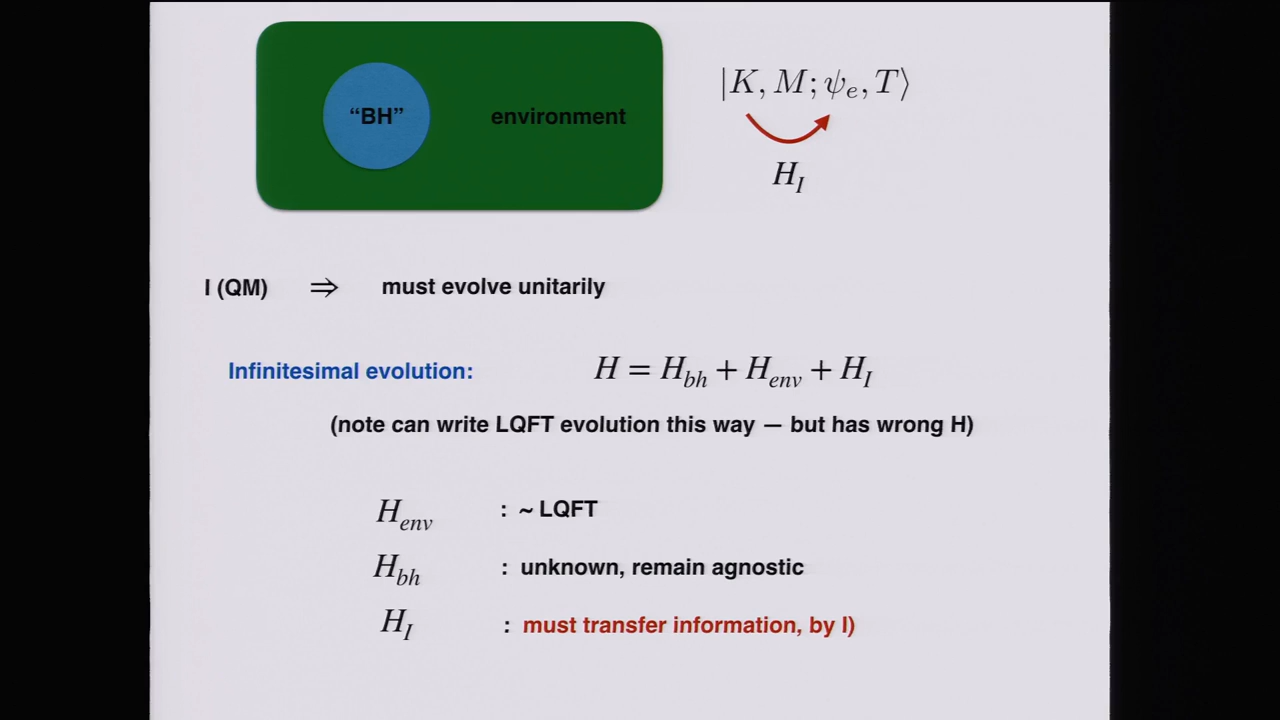 “BH”
environment
|K, M; ψ_e, T⟩
H_I
I (QM) ⇒ must evolve unitarily
Infinitesimal evolution: H = H_bh + H_env + H_I
(note can write LQFT evolution this way — but has wrong H)
H_env : ~ LQFT
H_bh : unknown, remain agnostic
H_I : must transfer information, by I)